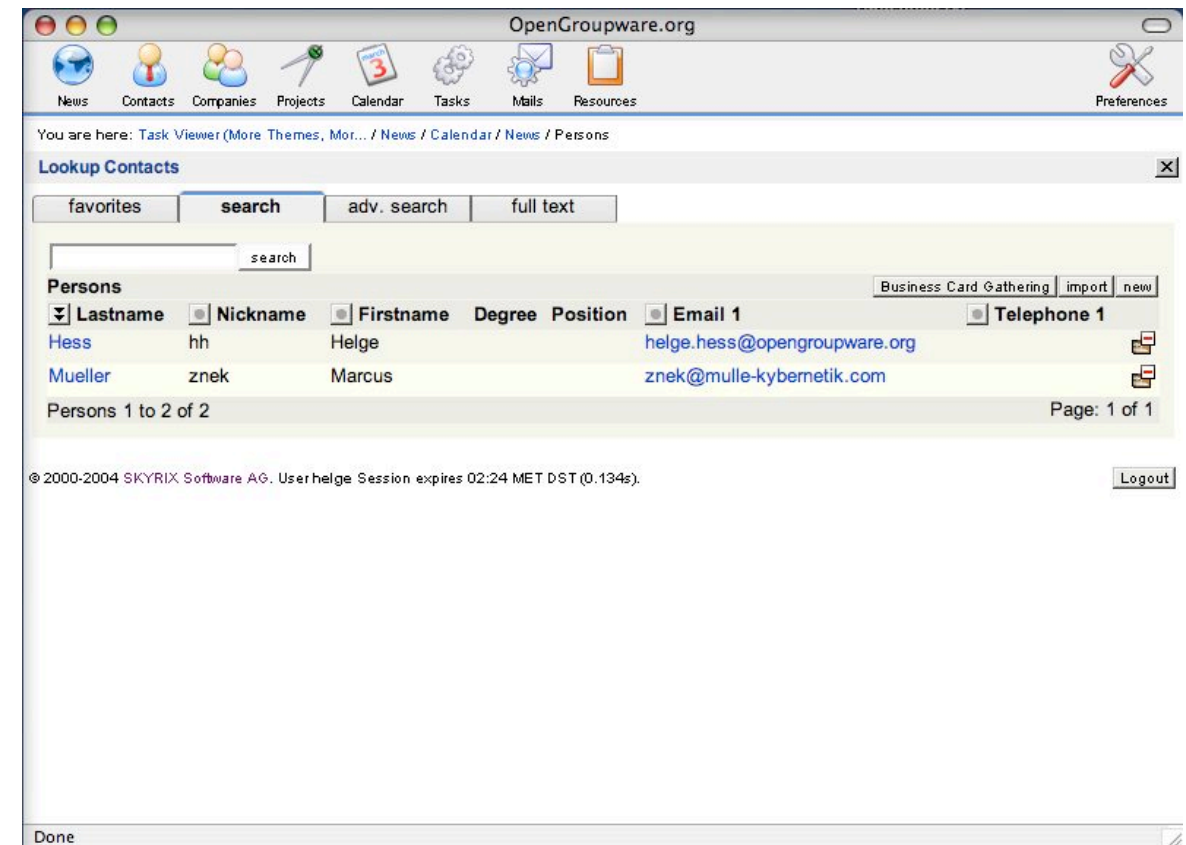 OpenGroupware.org
News Contacts Companies Projects Calendar Tasks Mails Resources Preferences
You are here: Task Viewer (More Themes, Mor... / News / Calendar / News / Persons
Lookup Contacts
favorites search adv. search full text
search
Persons Business Card Gathering import new
Lastname Nickname Firstname Degree Position Email 1 Telephone 1
Hess hh Helge helge.hess@opengroupware.org
Mueller znek Marcus znek@mulle-kybernetik.com
Persons 1 to 2 of 2 Page: 1 of 1
© 2000-2004 SKYRIX Software AG. User helge Session expires 02:24 MET DST (0.134s). Logout
Done